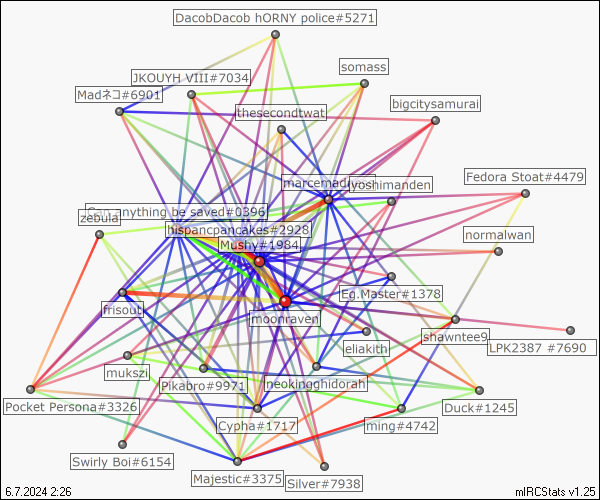 DacobDacob hORNY police#5271
somass
JKOUYH VIII#7034
Madネコ#6901
bigcitysamurai
thesecondtwat
Fedora Stoat#4479
yoshimanden
Can anything be saved#0396
zebula
hispancpancakes#2928
normalwan
Mushy#1984
Eg.Master#1378
frisout
moonraven
shawntee9
eliakith
LPK2387 #7690
mukszi
Pikabro#9971
neokingghidorah
Pocket Persona#3326
Duck#1245
Cypha#1717
ming#4742
Swirly Boi#6154
Majestic#3375
Silver#7938
6.7.2024 2:26
mIRCStats v1.25